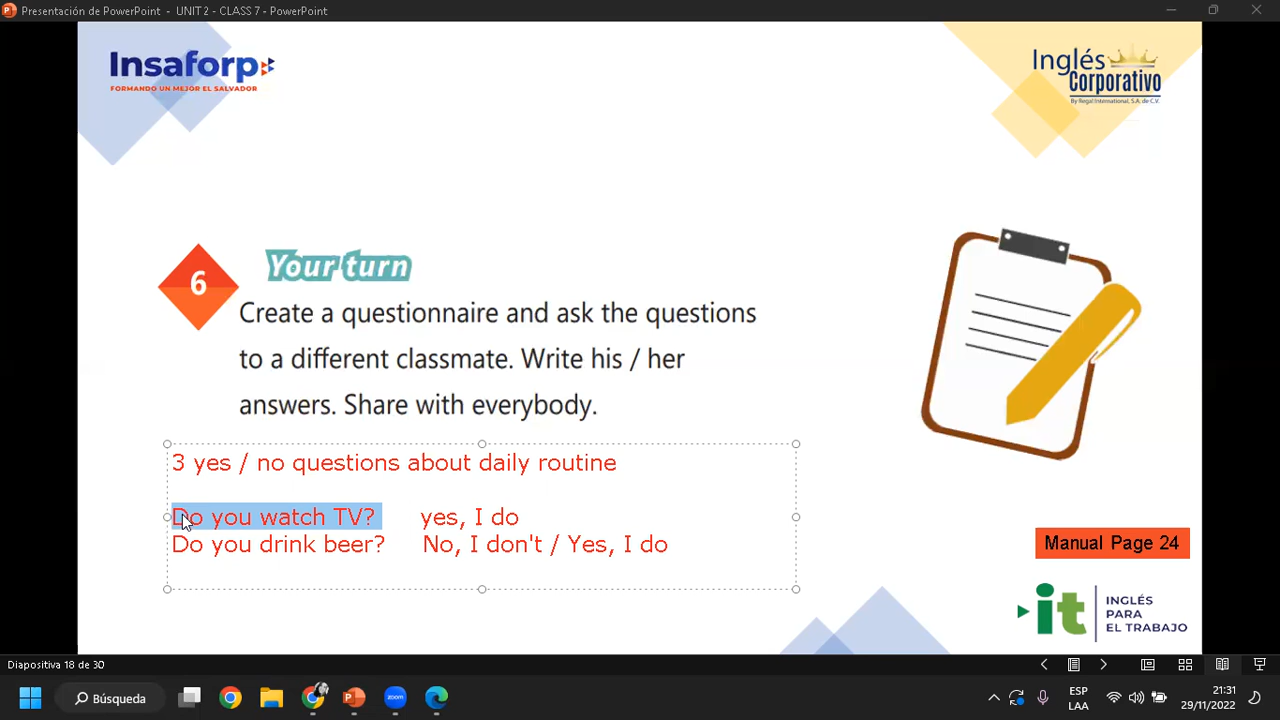 Presentación de PowerPoint - UNIT 2 - CLASS 7 - PowerPoint
Insaforp
FORMANDO UN MEJOR EL SALVADOR
Inglés
Corporativo
By Regal International, S.A. de C.V.
6
Your turn
Create a questionnaire and ask the questions
to a different classmate. Write his / her
answers. Share with everybody.
3 yes / no questions about daily routine
Do you watch TV? yes, I do
Do you drink beer? No, I don't / Yes, I do
Manual Page 24
it
INGLÉS
PARA
EL TRABAJO
Diapositiva 18 de 30
Búsqueda
zoom
ESP
LAA
21:31
29/11/2022